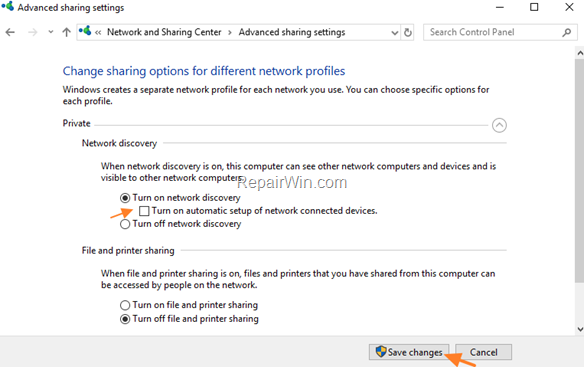 Advanced sharing settings
« Network and Sharing Center > Advanced sharing settings
Search Control Panel
Change sharing options for different network profiles
Windows creates a separate network profile for each network you use. You can choose specific options for
each profile.
Private
Network discovery
When network discovery is on, this computer can see other network computers and devices and is
visible to other network computers.
RepairWin.com
Turn on network discovery
Turn on automatic setup of network connected devices.
Turn off network discovery
File and printer sharing
When file and printer sharing is on, files and printers that you have shared from this computer can
be accessed by people on the network.
Turn on file and printer sharing
Turn off file and printer sharing
Save changes
Cancel